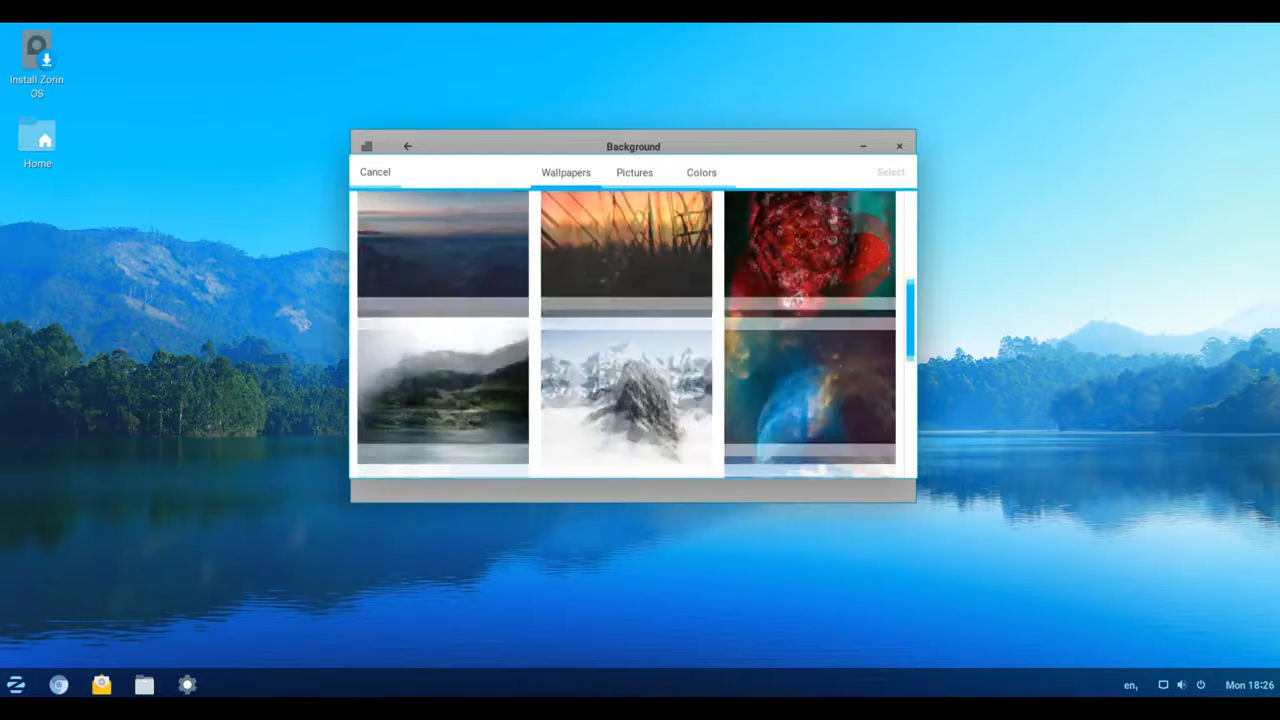 Install Zorin
OS
Home
Background
Cancel
Wallpapers
Pictures
Colors
Select
en,
Mon 18:26